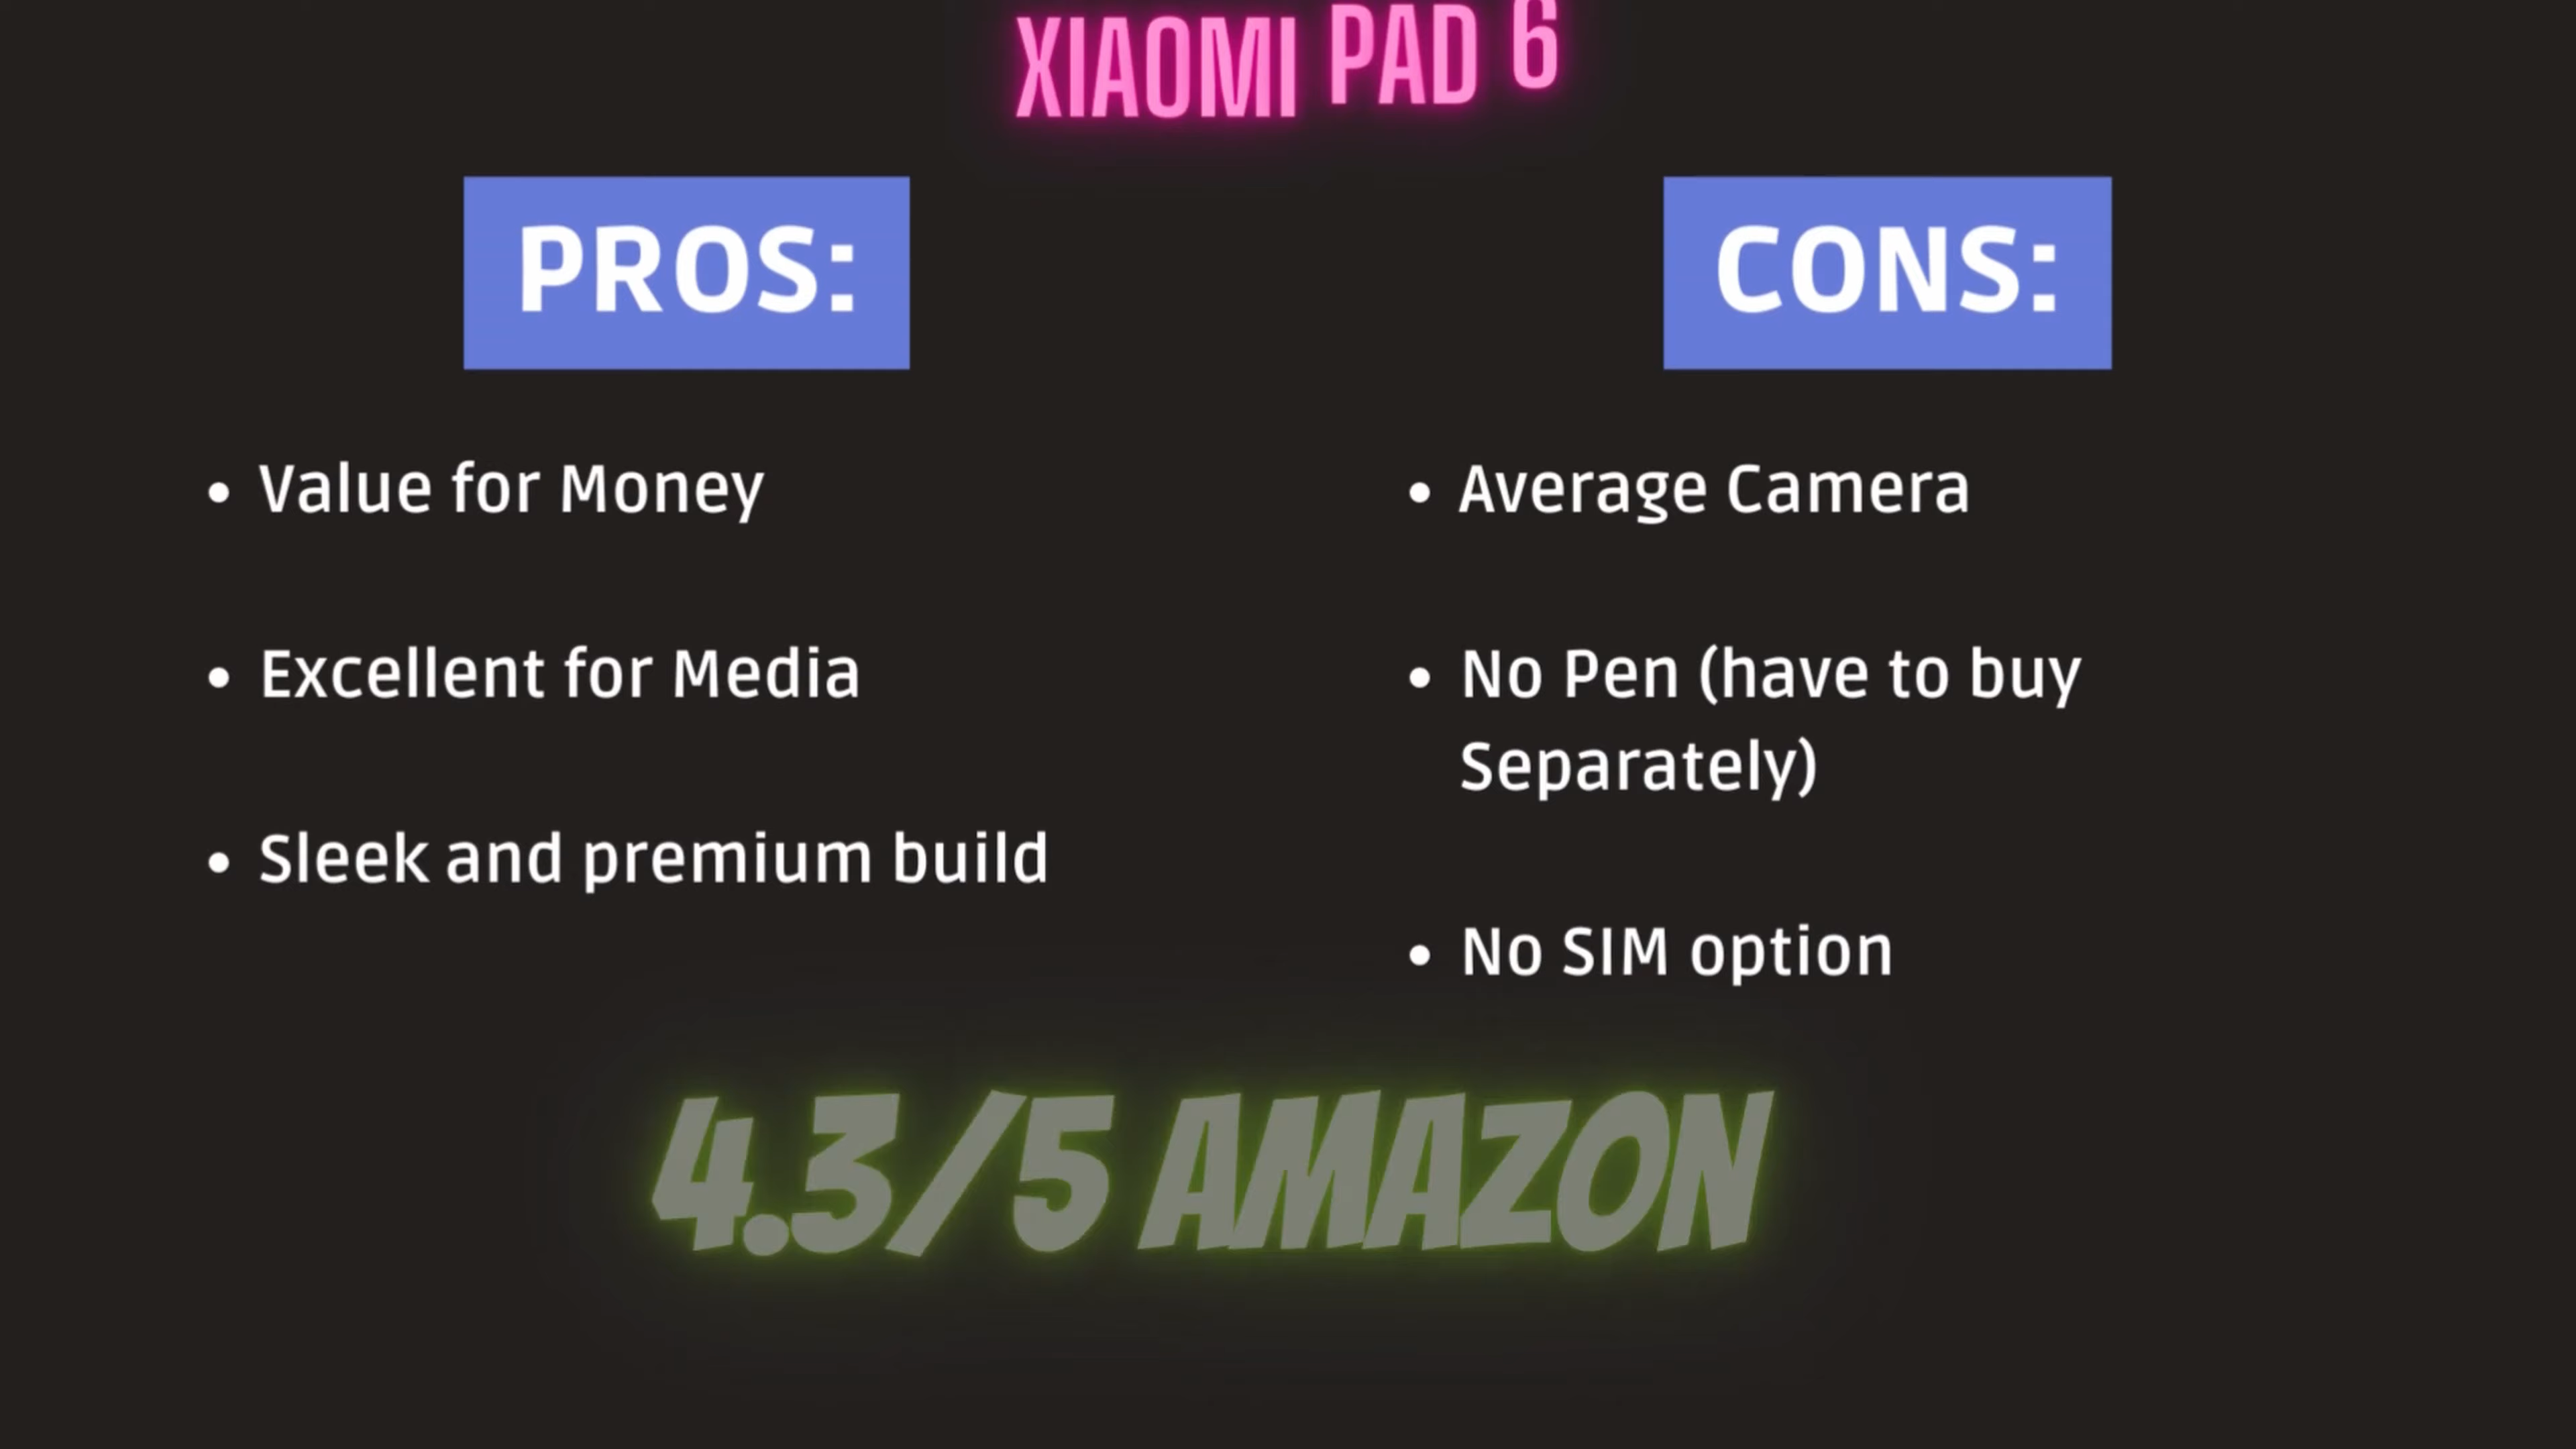 XIAOMI PAD 6
PROS:
• Value for Money
• Excellent for Media
• Sleek and premium build
CONS:
• Average Camera
• No Pen (have to buy
Separately)
• No SIM option
4.3/5 AMAZON